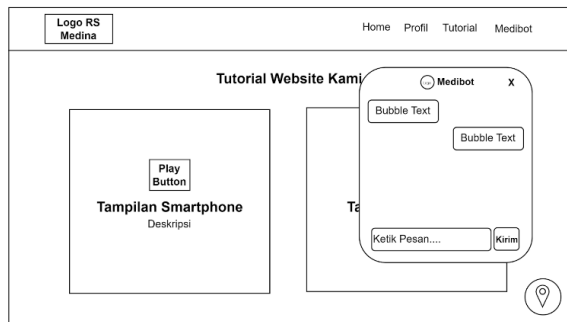 Logo RS
Medina
Home
Profil
Tutorial
Medibot
Tutorial Website Kami
Play
Button
Tampilan Smartphone
Deskripsi
Ta
Medibot
X
Bubble Text
Bubble Text
Ketik Pesan....
Kirim